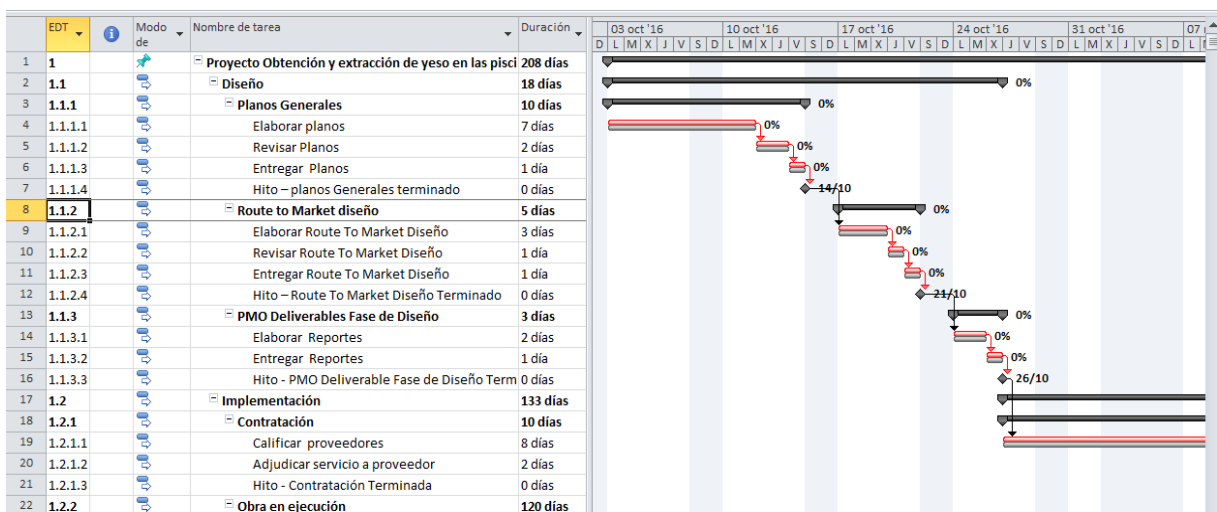 EDT Modo de Nombre de tarea Duración 03 oct '16 10 oct '16 17 oct '16 24 oct '16 31 oct '16 07
D L M X J V S D L M X J V S D L M X J V S D L M X J V S D L M X J V S D L
1 1 Proyecto Obtención y extracción de yeso en las pisci 208 días
2 1.1 Diseño 18 días 0%
3 1.1.1 Planos Generales 10 días 0%
4 1.1.1.1 Elaborar planos 7 días 0%
5 1.1.1.2 Revisar Planos 2 días 0%
6 1.1.1.3 Entregar Planos 1 día 0%
7 1.1.1.4 Hito – planos Generales terminado 0 días 14/10
8 1.1.2 Route to Market diseño 5 días 0%
9 1.1.2.1 Elaborar Route To Market Diseño 3 días 0%
10 1.1.2.2 Revisar Route To Market Diseño 1 día 0%
11 1.1.2.3 Entregar Route To Market Diseño 1 día 0%
12 1.1.2.4 Hito – Route To Market Diseño Terminado 0 días 21/10
13 1.1.3 PMO Deliverables Fase de Diseño 3 días 0%
14 1.1.3.1 Elaborar Reportes 2 días 0%
15 1.1.3.2 Entregar Reportes 1 día 0%
16 1.1.3.3 Hito - PMO Deliverable Fase de Diseño Term 0 días 26/10
17 1.2 Implementación 133 días
18 1.2.1 Contratación 10 días
19 1.2.1.1 Calificar proveedores 8 días
20 1.2.1.2 Adjudicar servicio a proveedor 2 días
21 1.2.1.3 Hito - Contratación Terminada 0 días
22 1.2.2 Obra en ejecución 120 días